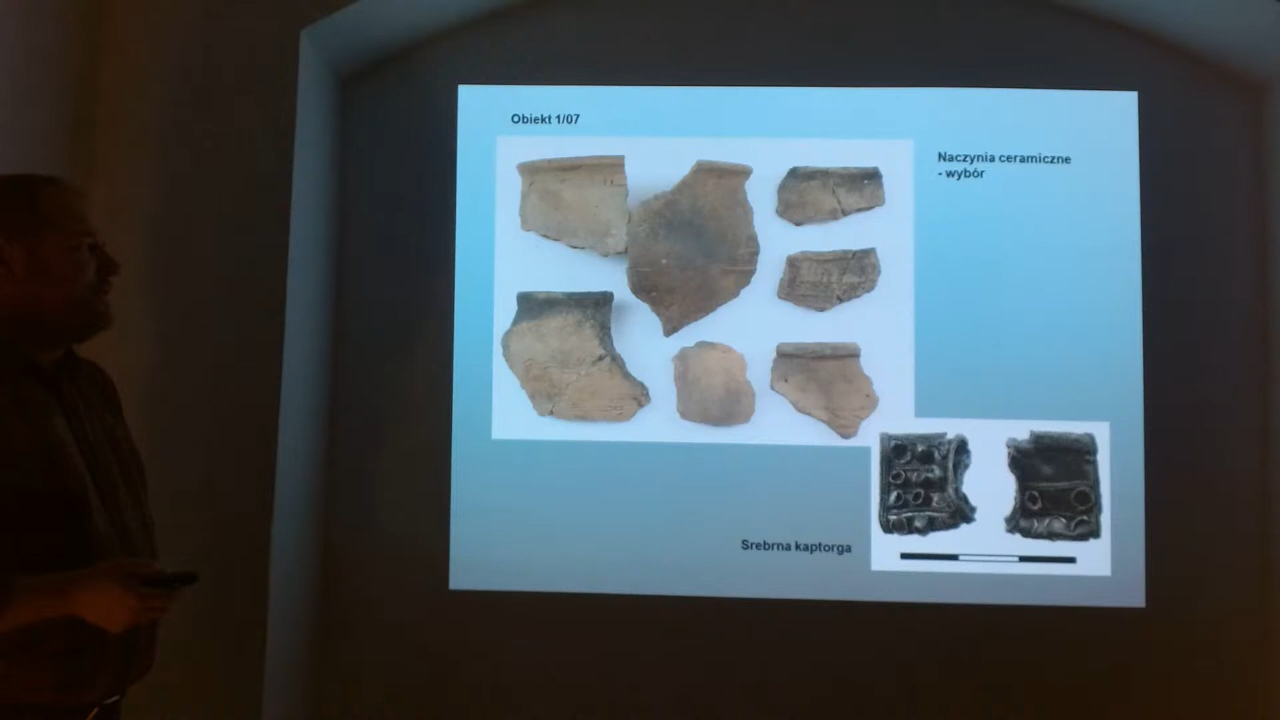 Obiekt 1/07
Naczynia ceramiczne
- wybór
Srebrna kaptorga